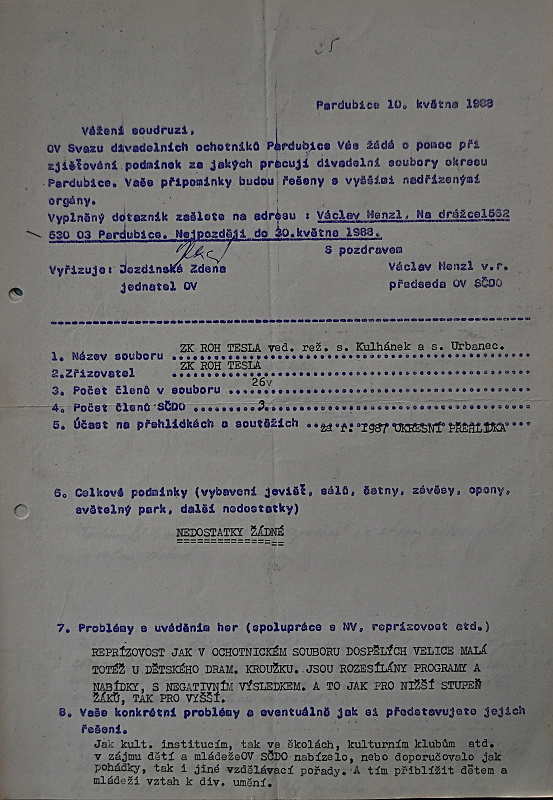 Pardubice 10. května 1988
Vážení soudruzi,
OV Svazu divadelních ochotníků Pardubice Vás žádá o pomoc při
zjišťování podmínek za jakých pracují divadelní soubory okresu
Pardubice. Vaše připomínky budou řešeny s vyššími nadřízenými
orgány.
Vyplněný dotazník zašlete na adresu : Václav Henzl, Na drážce1532
530 03 Pardubice. Nejpozději do 30.května 1988.
S pozdravem
Vyřizuje: Jezdinská Zdena
Václav Henzl v.r.
jednatel OV
předseda OV SČDO
1. Název souboru ZK ROH TESLA ved. rež. s. Kulhánek a s. Urbanec.
2.Zřizovatel ZK ROH TESLA
3. Počet členů v souboru 26v
4. Počet členů SČDO 3
5. Účast na přehlídkách a soutěžích za r. 1987 OKRESNÍ PŘEHLÍDKA
6. Celkové podmínky (vybavení jevišť, sálů, šatny, závěsy, opony,
světelný park, další nedostatky)
NEDOSTATKY ŽÁDNÉ
7. Problémy s uváděním her (spolupráce s NV, reprízovost atd.)
REPRÍZOVOST JAK V OCHOTNICKÉM SOUBORU DOSPĚLÝCH VELICE MALÁ
TOTÉŽ U DĚTSKÉHO DRAM. KROUŽKU. JSOU ROZESÍLÁNY PROGRAMY A
NABÍDKY, S NEGATIVNÍM VÝSLEDKEM. A TO JAK PRO NIŽŠÍ STUPEŇ
ŽÁKŮ, TAK PRO VYŠŠÍ.
8. Vaše konkrétní problémy a eventuálně jak si představujete jejich
řešení.
Jak kult. institucím, tak ve školách, kulturním klubům atd.
v zájmu dětí a mládežeOV SČDO nabízelo, nebo doporučovalo jak
pohádky, tak i jiné vzdělávací pořady. A tím přiblížit dětem a
mládeži vztah k div. umění.